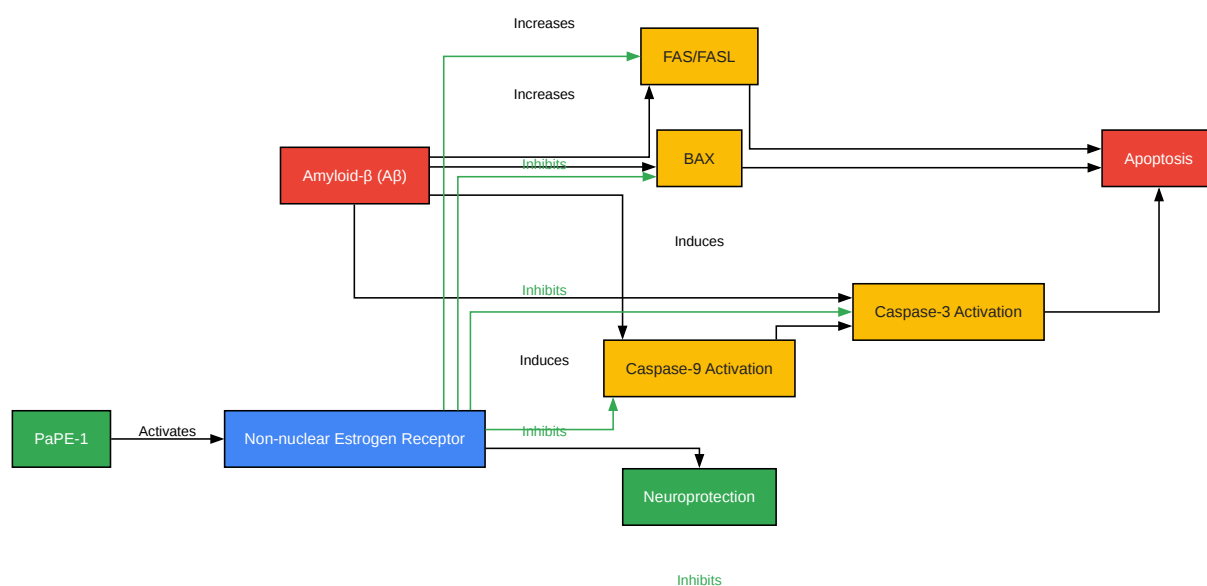 Increases
FAS/FASL
Increases
BAX
Apoptosis
Inhibits
Amyloid-β (Aβ)
Induces
Inhibits
Caspase-3 Activation
Induces
Caspase-9 Activation
PaPE-1
Activates
Non-nuclear Estrogen Receptor
Inhibits
Neuroprotection
Inhibits